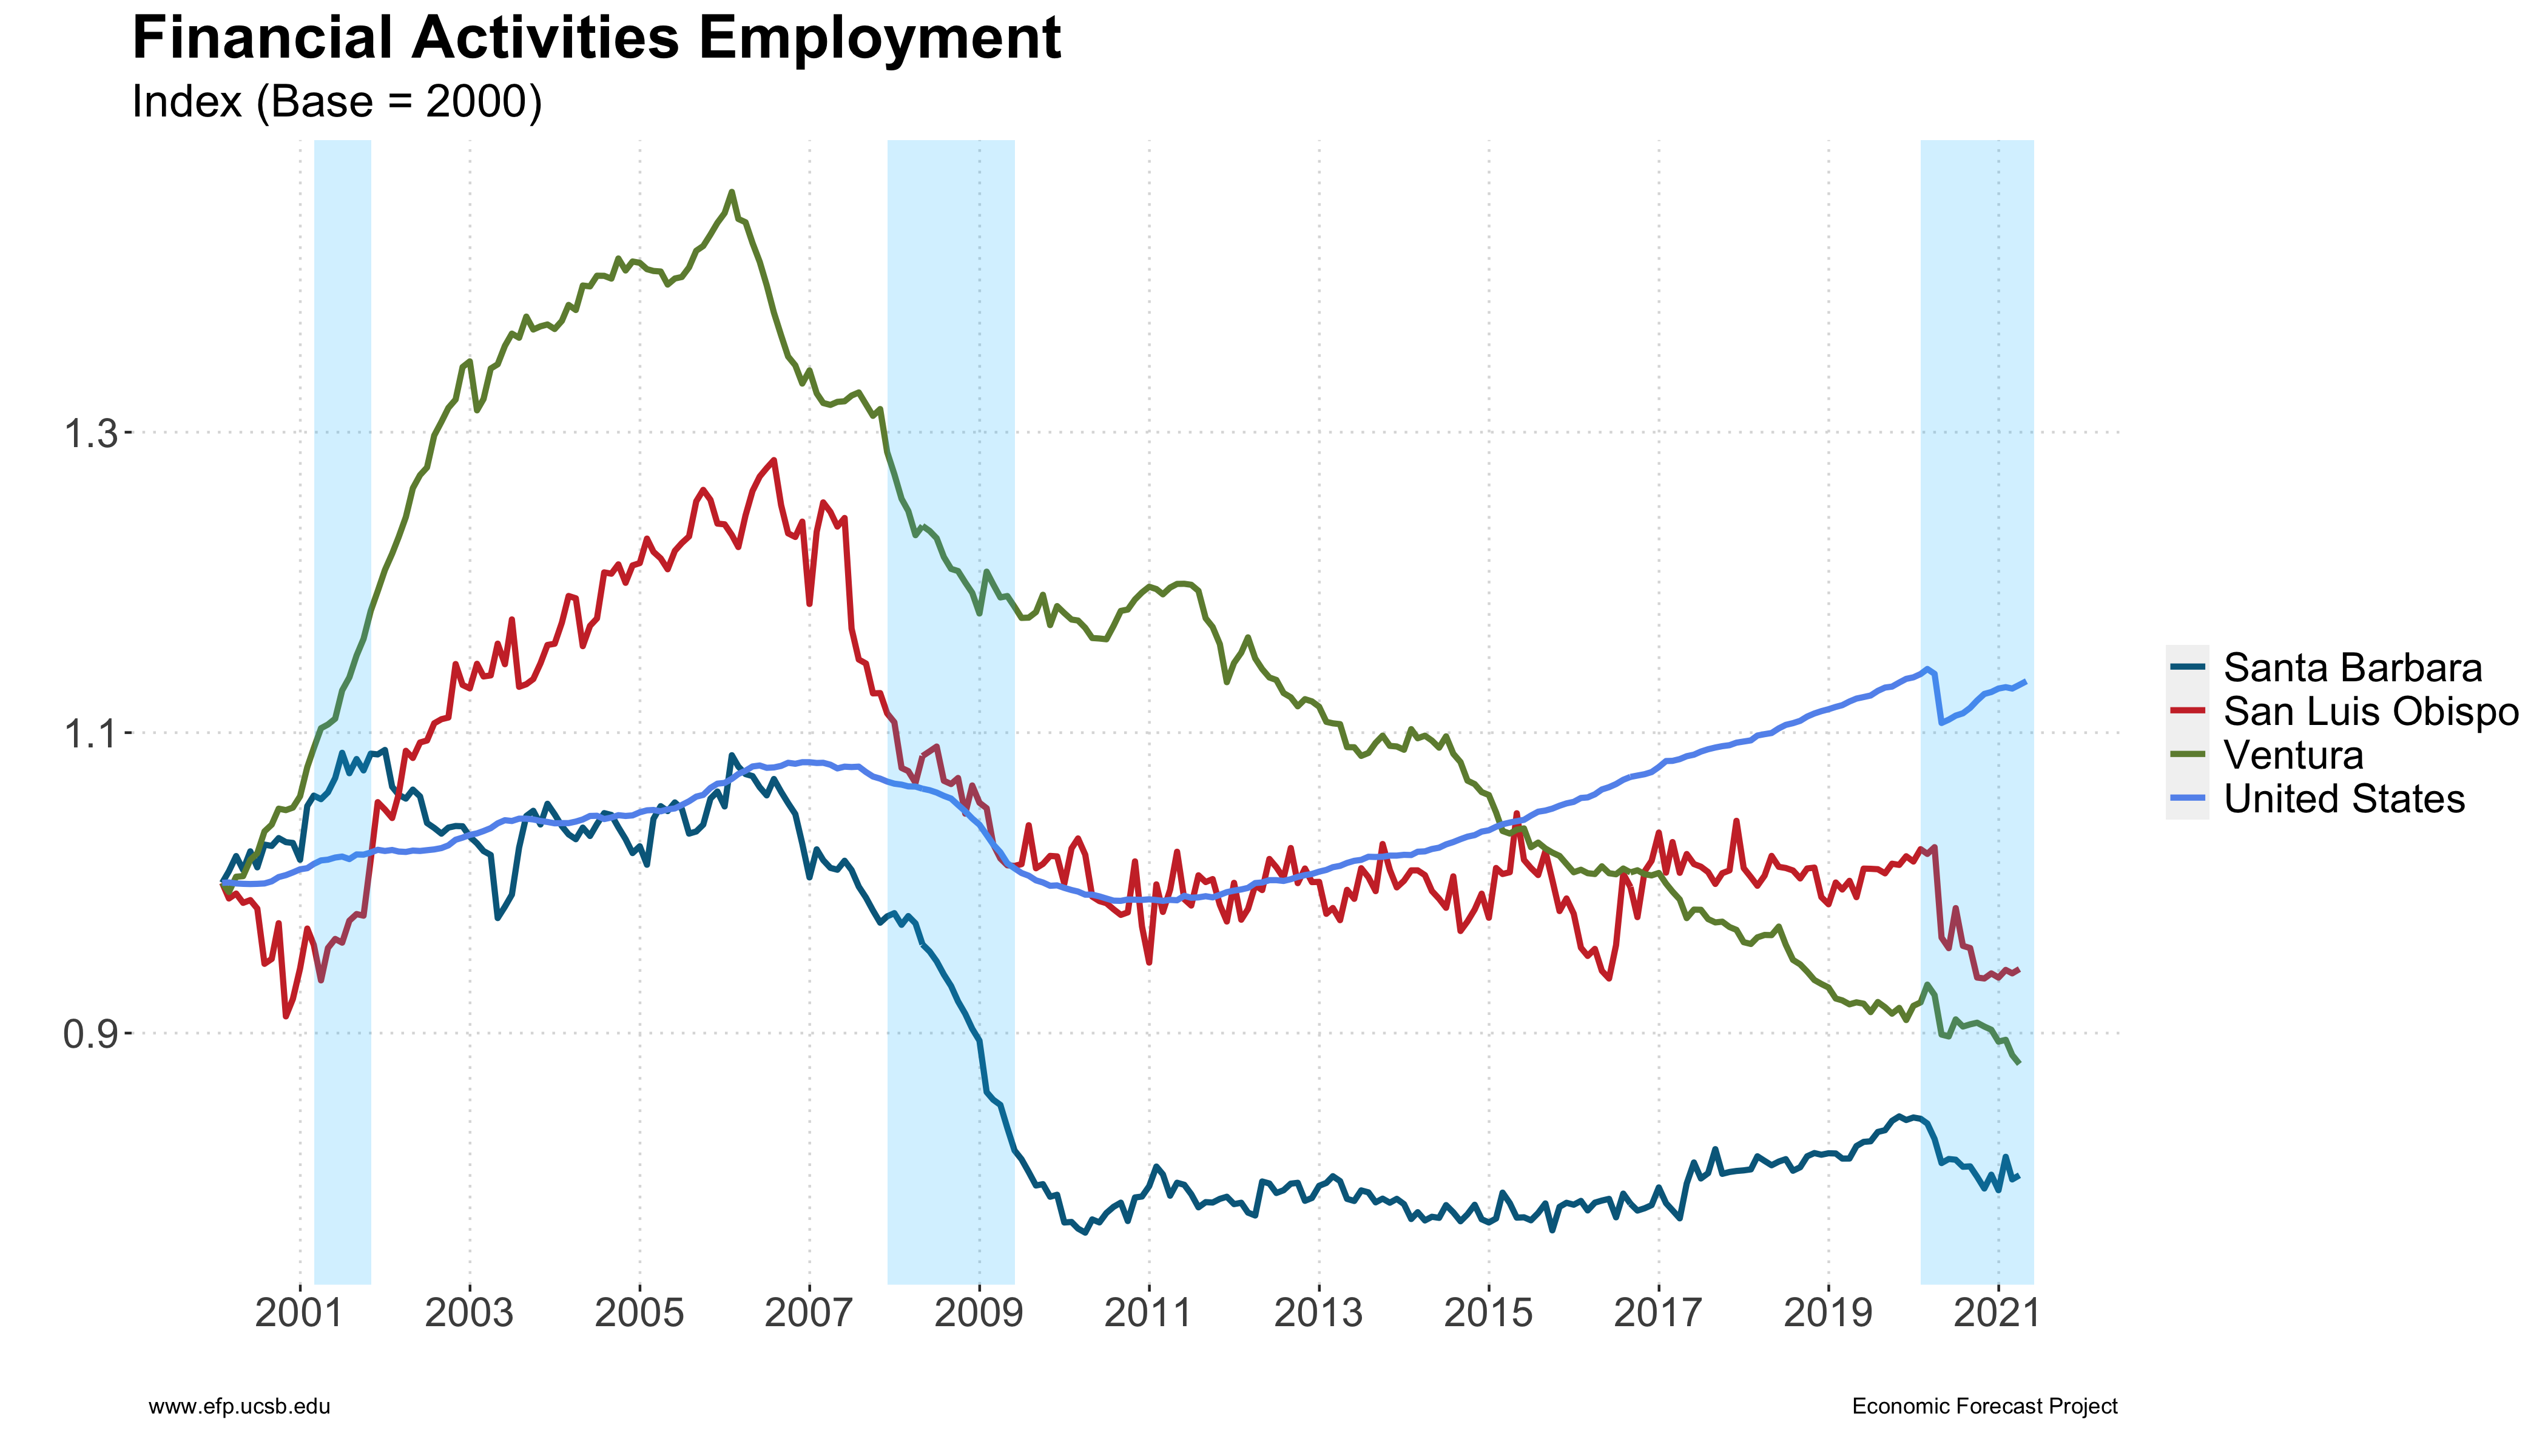 Financial Activities Employment
Index (Base = 2000)
1.3
1.1
0.9
2001 2003 2005 2007 2009 2011 2013 2015 2017 2019 2021
Santa Barbara
San Luis Obispo
Ventura
United States
www.efp.ucsb.edu
Economic Forecast Project